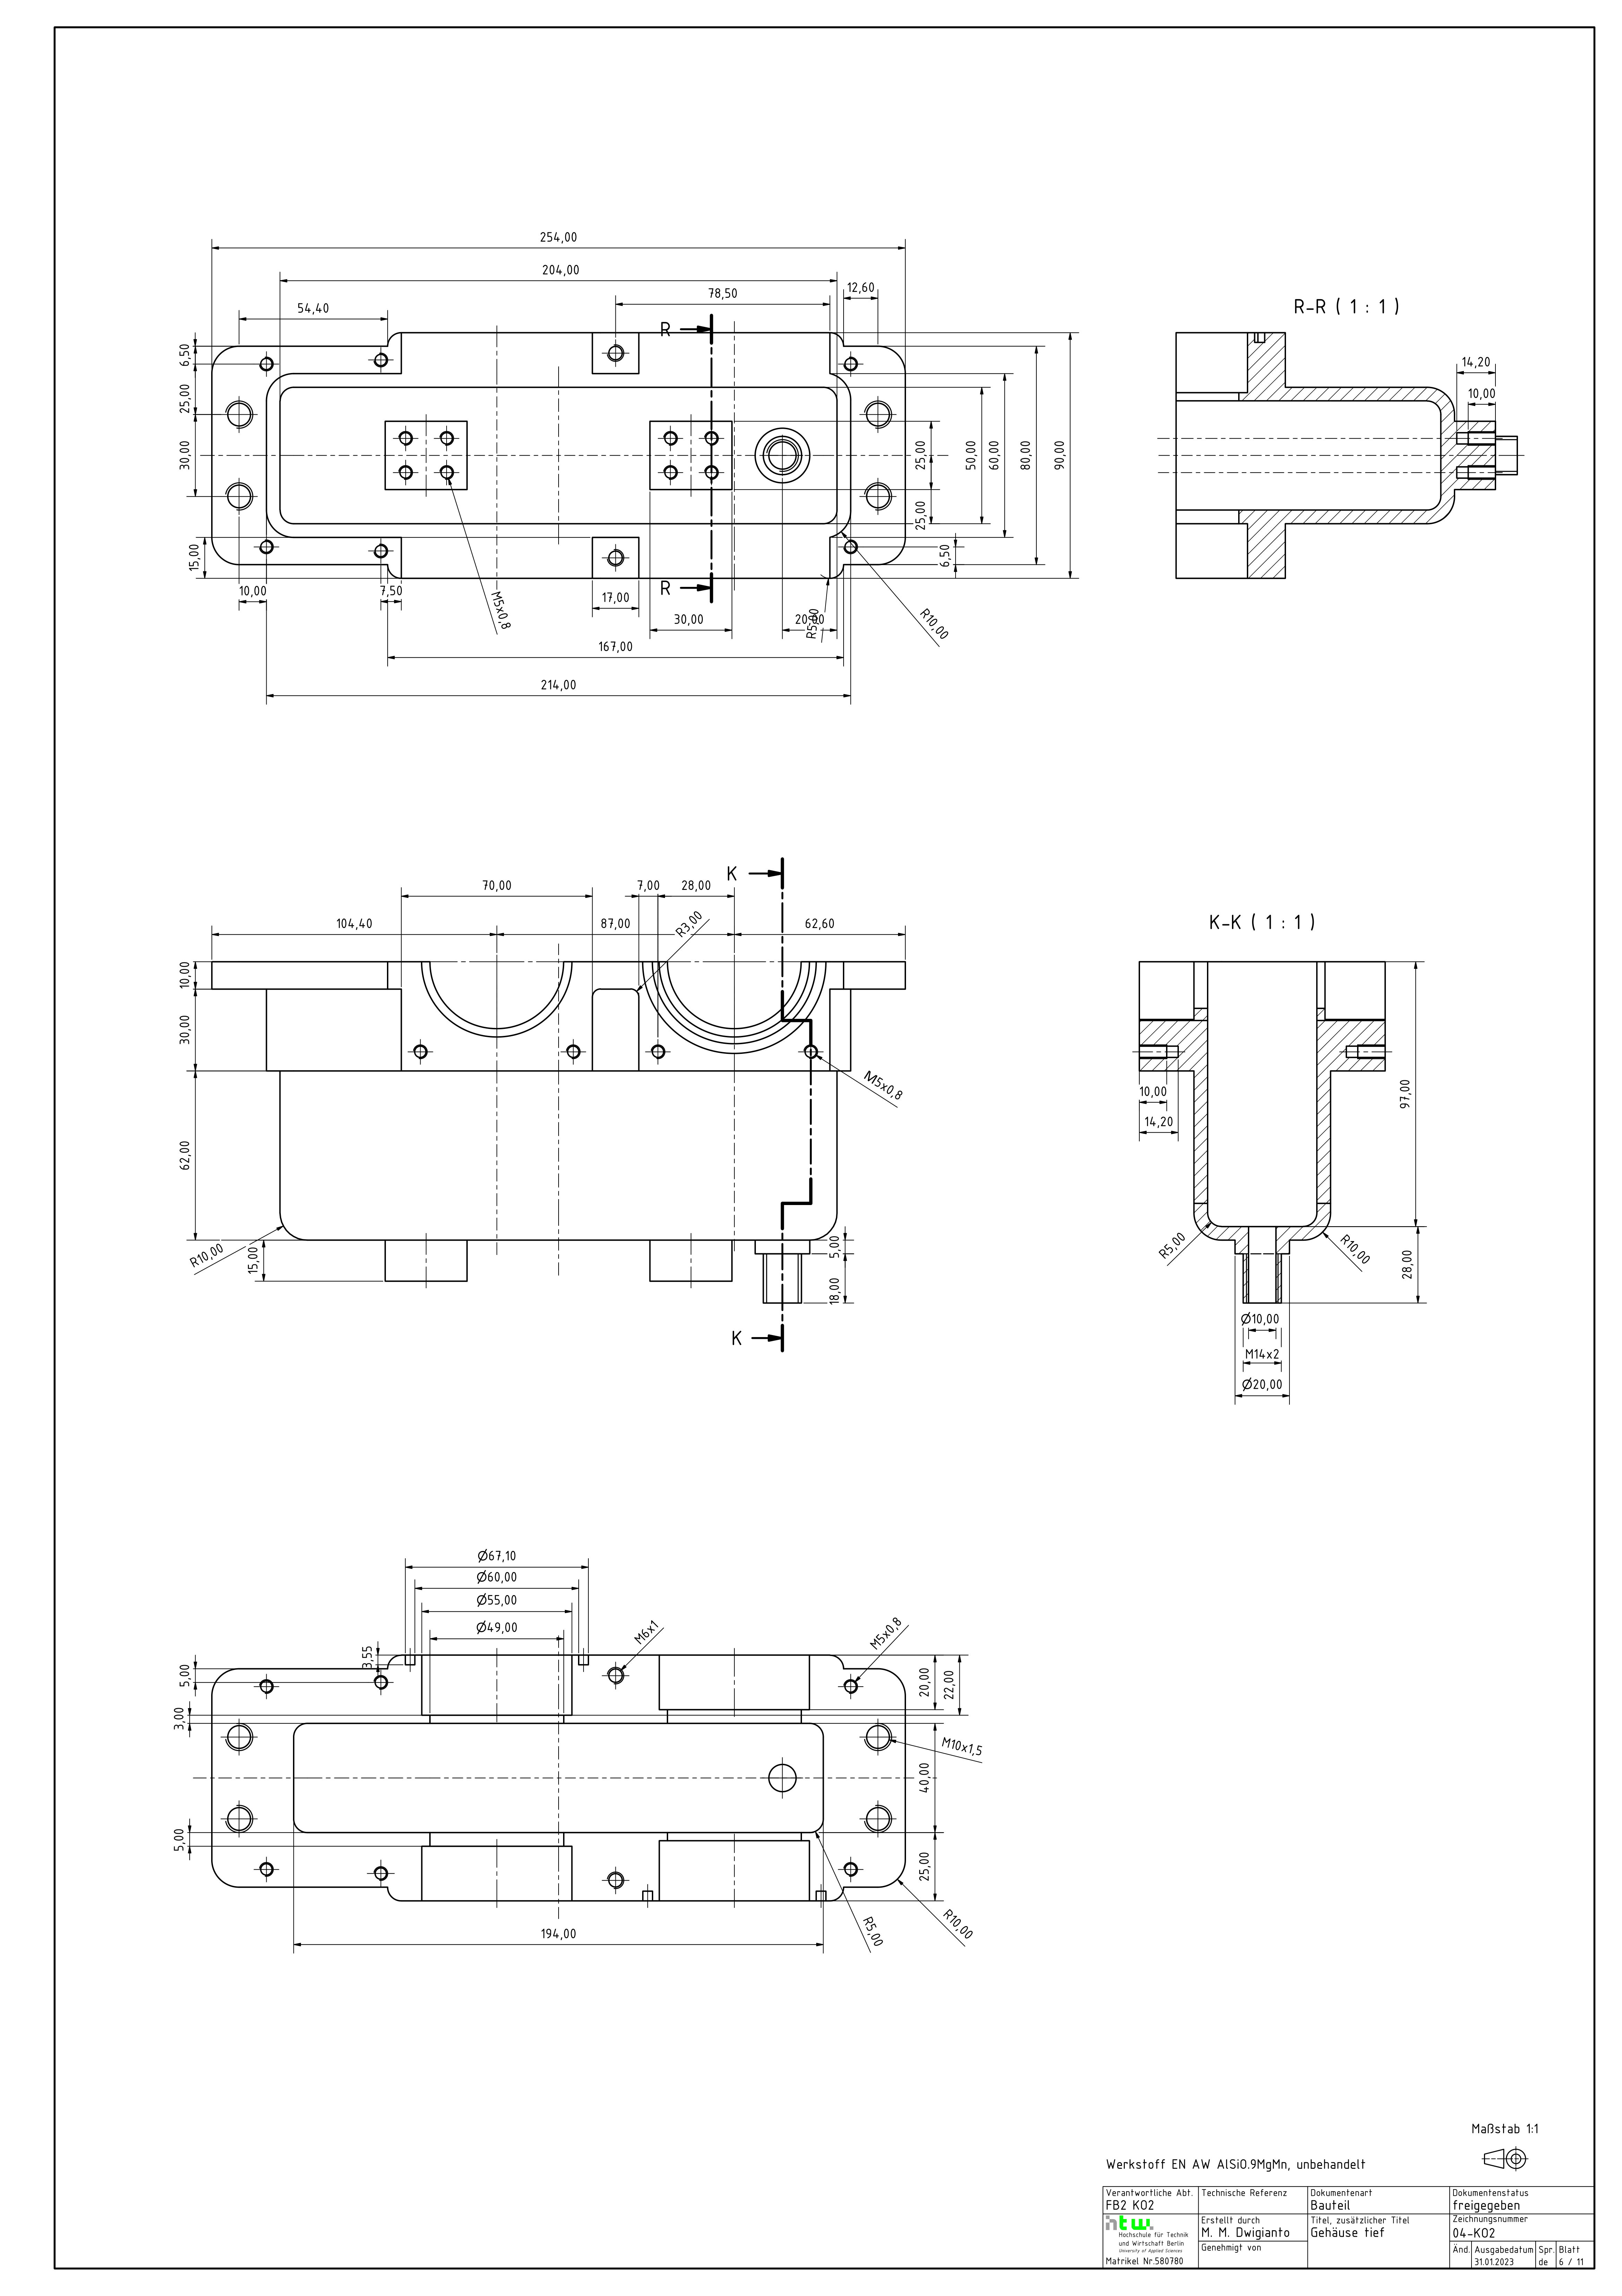 254,00
204,00
78,50
12,60
54,40
R
R-R ( 1 : 1 )
6,50
25,00
30,00
15,00
14,20
10,00
25,00
25,00
50,00
60,00
80,00
90,00
6,50
R
10,00
7,50
M5x0,8
17,00
30,00
20,00
R5,00
R10,00
167,00
214,00
K
70,00
7,00
28,00
R3,00
104,40
87,00
62,60
K-K ( 1 : 1 )
10,00
30,00
62,00
M5x0,8
10,00
14,20
97,00
R10,00
15,00
5,00
18,00
R5,00
R10,00
28,00
K
Ø10,00
M14x2
Ø20,00
Ø67,10
Ø60,00
Ø55,00
Ø49,00
M6x1
M5x0,8
3,55
5,00
3,00
20,00
22,00
M10x1,5
40,00
5,00
25,00
R5,00
R10,00
194,00
Maßstab 1:1
Werkstoff EN AW AlSi0.9MgMn, unbehandelt
Verantwortliche Abt.
FB2 KO2
Technische Referenz
Dokumentenart
Bauteil
Dokumentenstatus
freigegeben
htw.
Hochschule für Technik
und Wirtschaft Berlin
University of Applied Sciences
Matrikel Nr.580780
Erstellt durch
M. M. Dwigianto
Genehmigt von
Titel, zusätzlicher Titel
Gehäuse tief
Zeichnungsnummer
04-KO2
Änd.
Ausgabedatum
31.01.2023
Spr.
de
Blatt
6 / 11